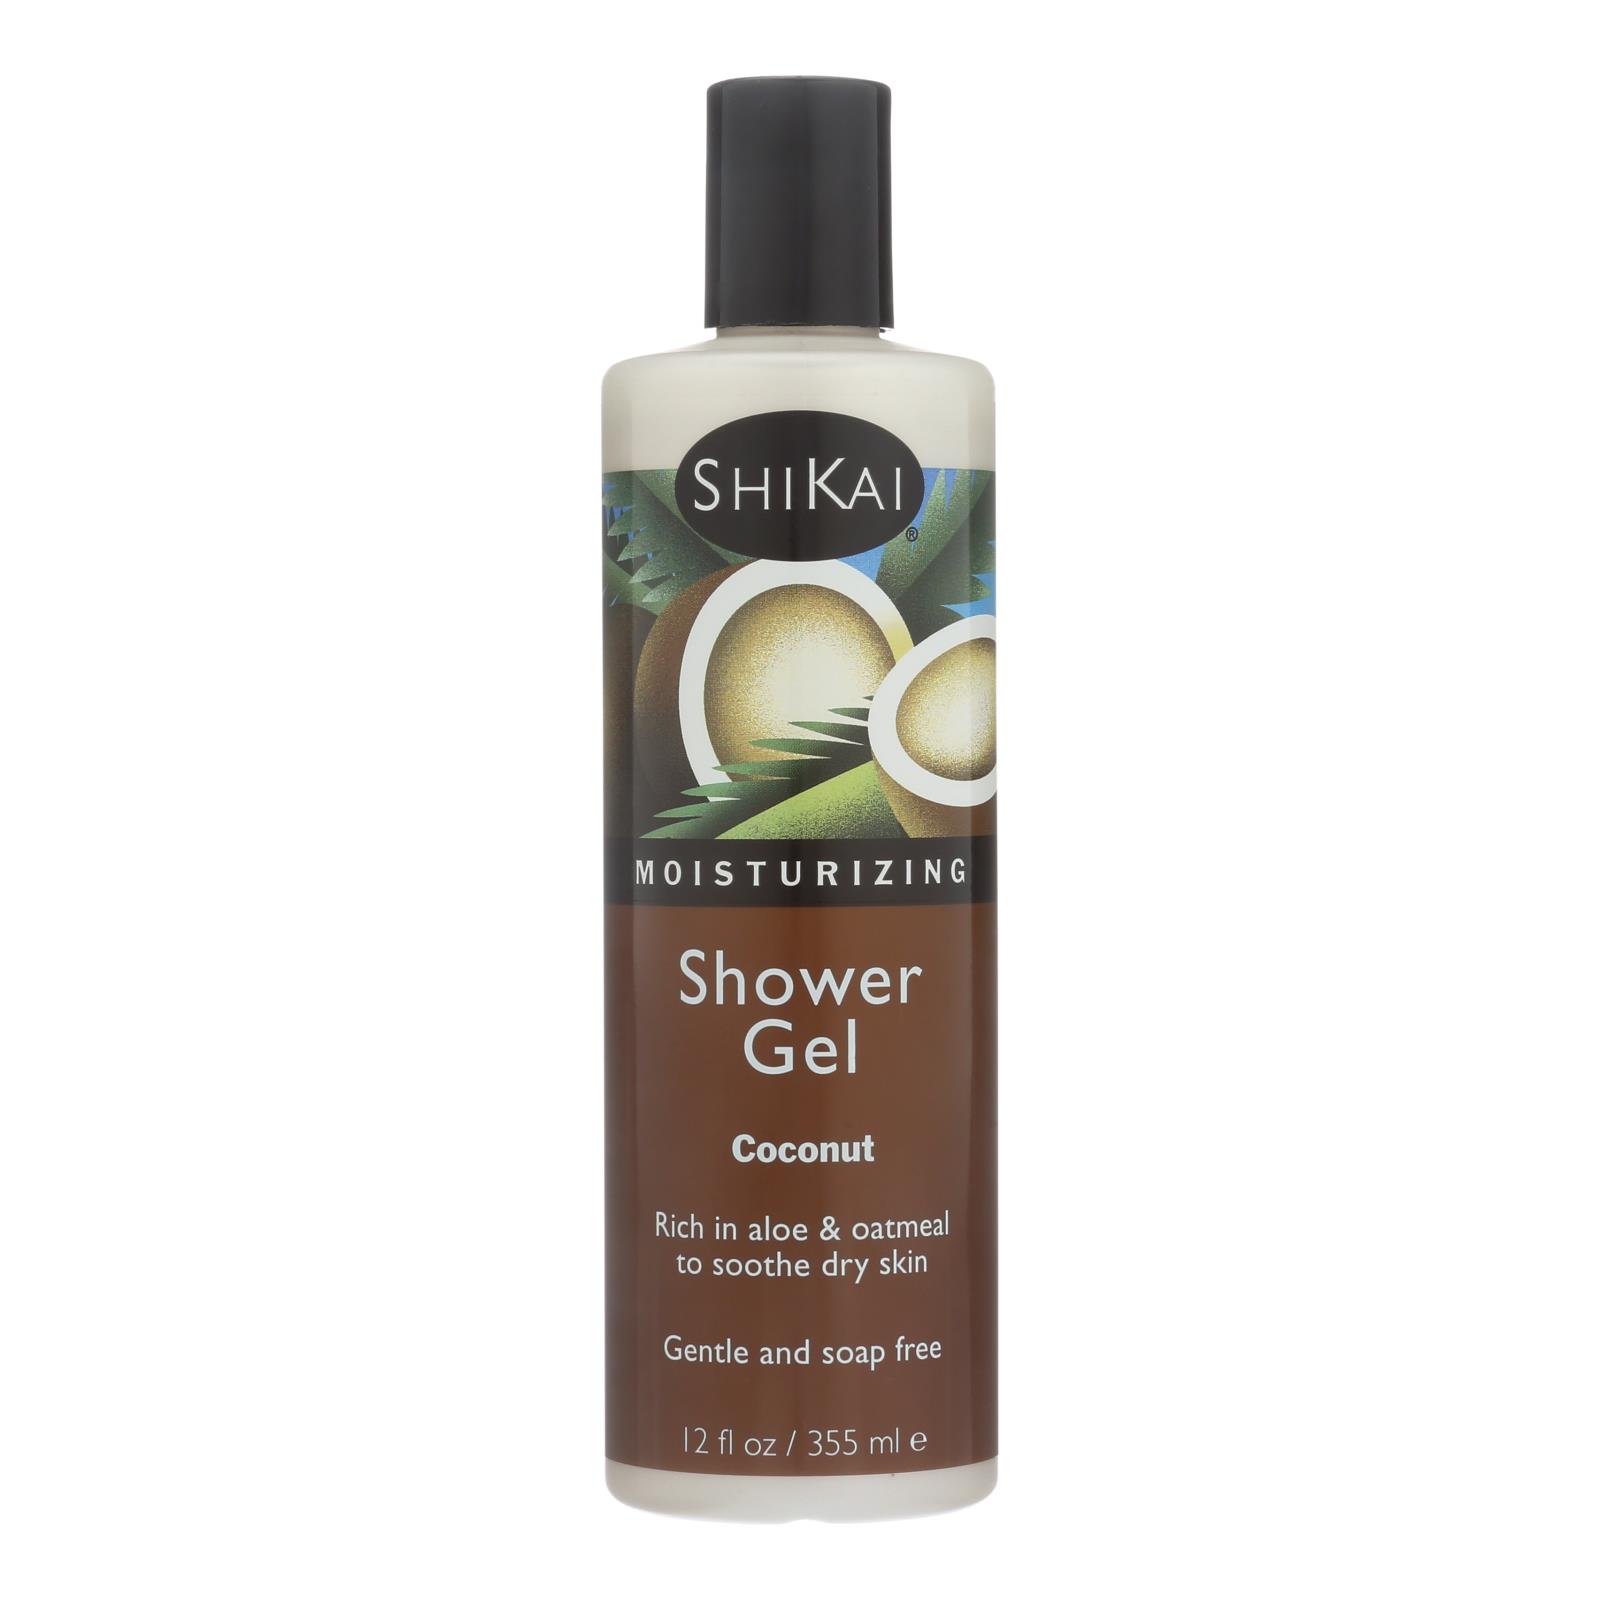 SHIKAI
®
MOISTURIZING
Shower
Gel
Coconut
Rich in aloe & oatmeal
to soothe dry skin
Gentle and soap free
12 fl oz / 355 ml e